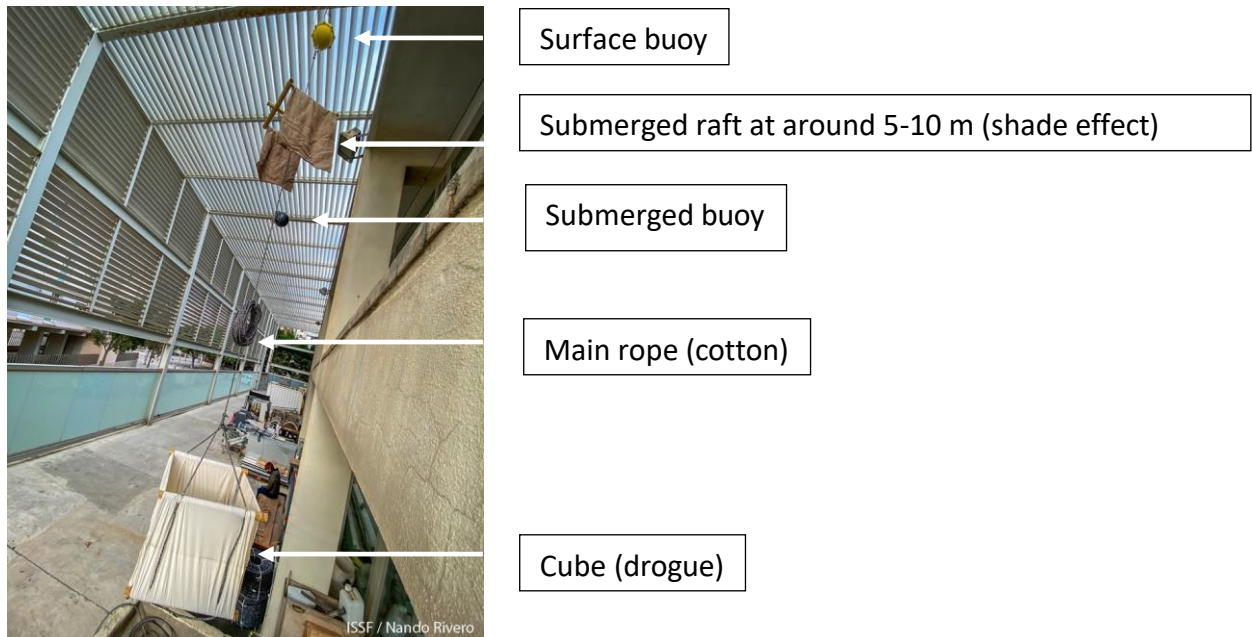 Surface buoy
Submerged raft at around 5-10 m (shade effect)
Submerged buoy
Main rope (cotton)
Cube (drogue)
ISSF / Nando Rivero